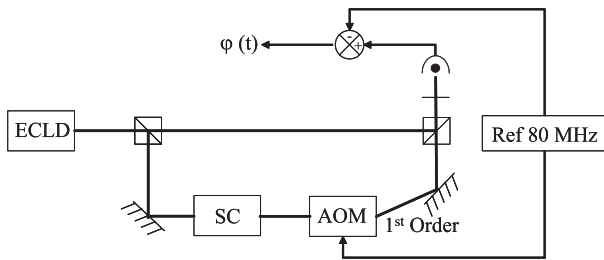 φ (t)
-
+
ECLD
Ref 80 MHz
SC
AOM
1st Order